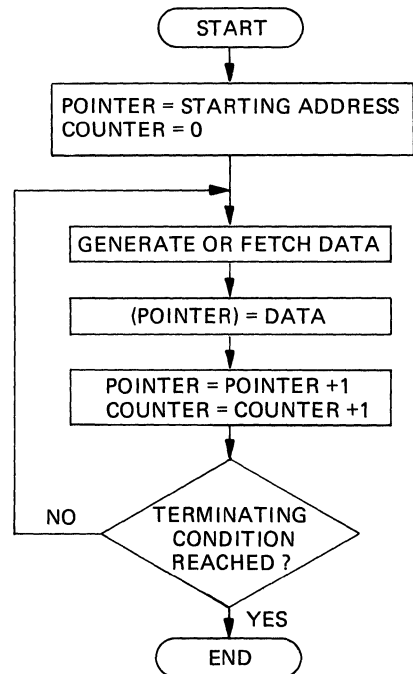 START
POINTER = STARTING ADDRESS
COUNTER = 0
GENERATE OR FETCH DATA
(POINTER) = DATA
POINTER = POINTER +1
COUNTER = COUNTER +1
TERMINATING
CONDITION
REACHED ?
NO
YES
END